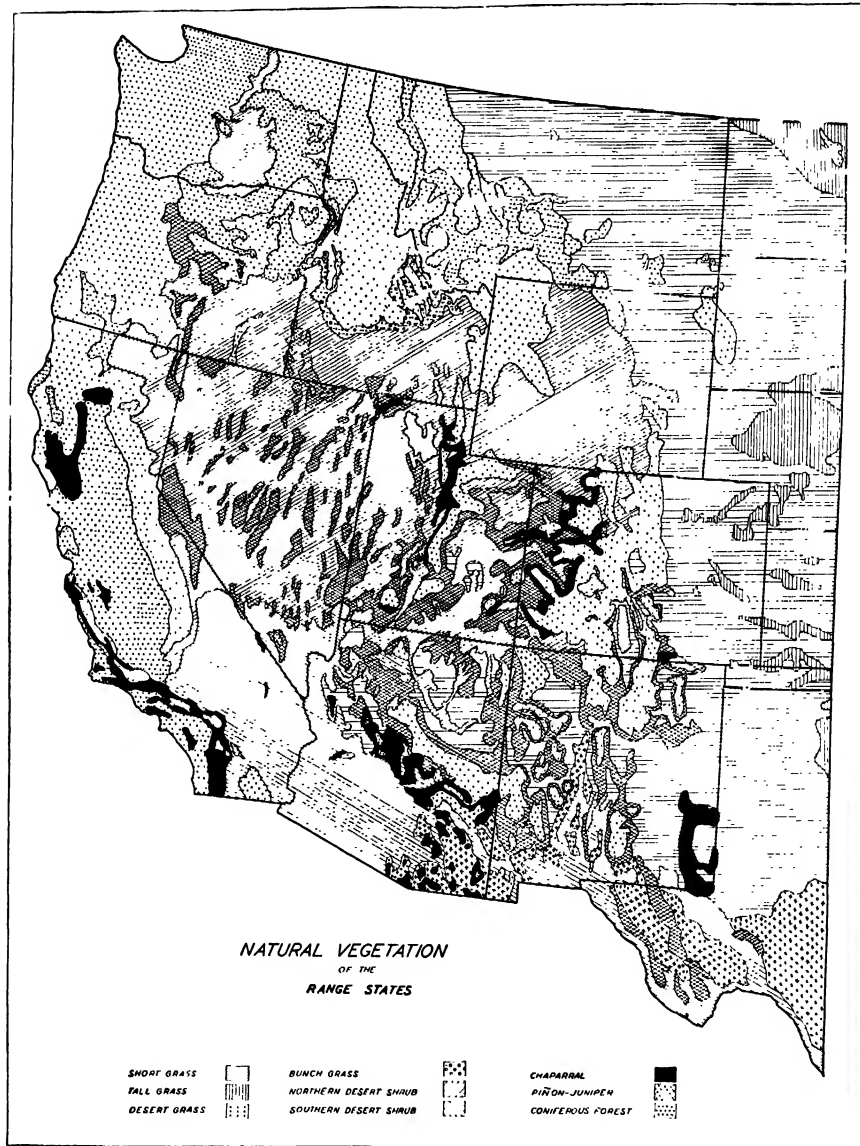 NATURAL VEGETATION
OF THE
RANGE STATES
SHORT GRASS
TALL GRASS
DESERT GRASS
BUNCH GRASS
NORTHERN DESERT SHRUB
SOUTHERN DESERT SHRUB
CHAPARRAL
PIÑON-JUNIPER
CONIFEROUS FOREST